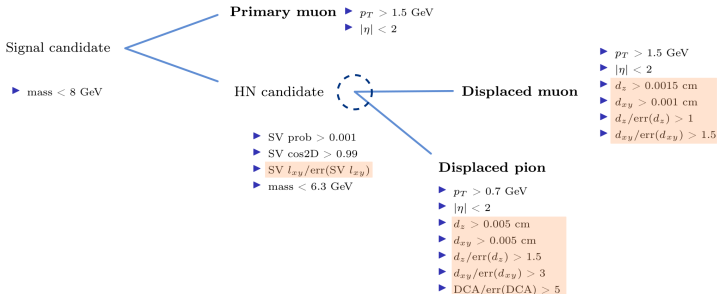 Primary muon
► p_T > 1.5 GeV
► |η| < 2
Signal candidate
► mass < 8 GeV
HN candidate
► SV prob > 0.001
► SV cos2D > 0.99
► SV l_xy/err(SV l_xy)
► mass < 6.3 GeV
Displaced muon
► p_T > 1.5 GeV
► |η| < 2
► d_z > 0.0015 cm
► d_xy > 0.001 cm
► d_z/err(d_z) > 1
► d_xy/err(d_xy) > 1.5
Displaced pion
► p_T > 0.7 GeV
► |η| < 2
► d_z > 0.005 cm
► d_xy > 0.005 cm
► d_z/err(d_z) > 1.5
► d_xy/err(d_xy) > 3
► DCA/err(DCA) > 5